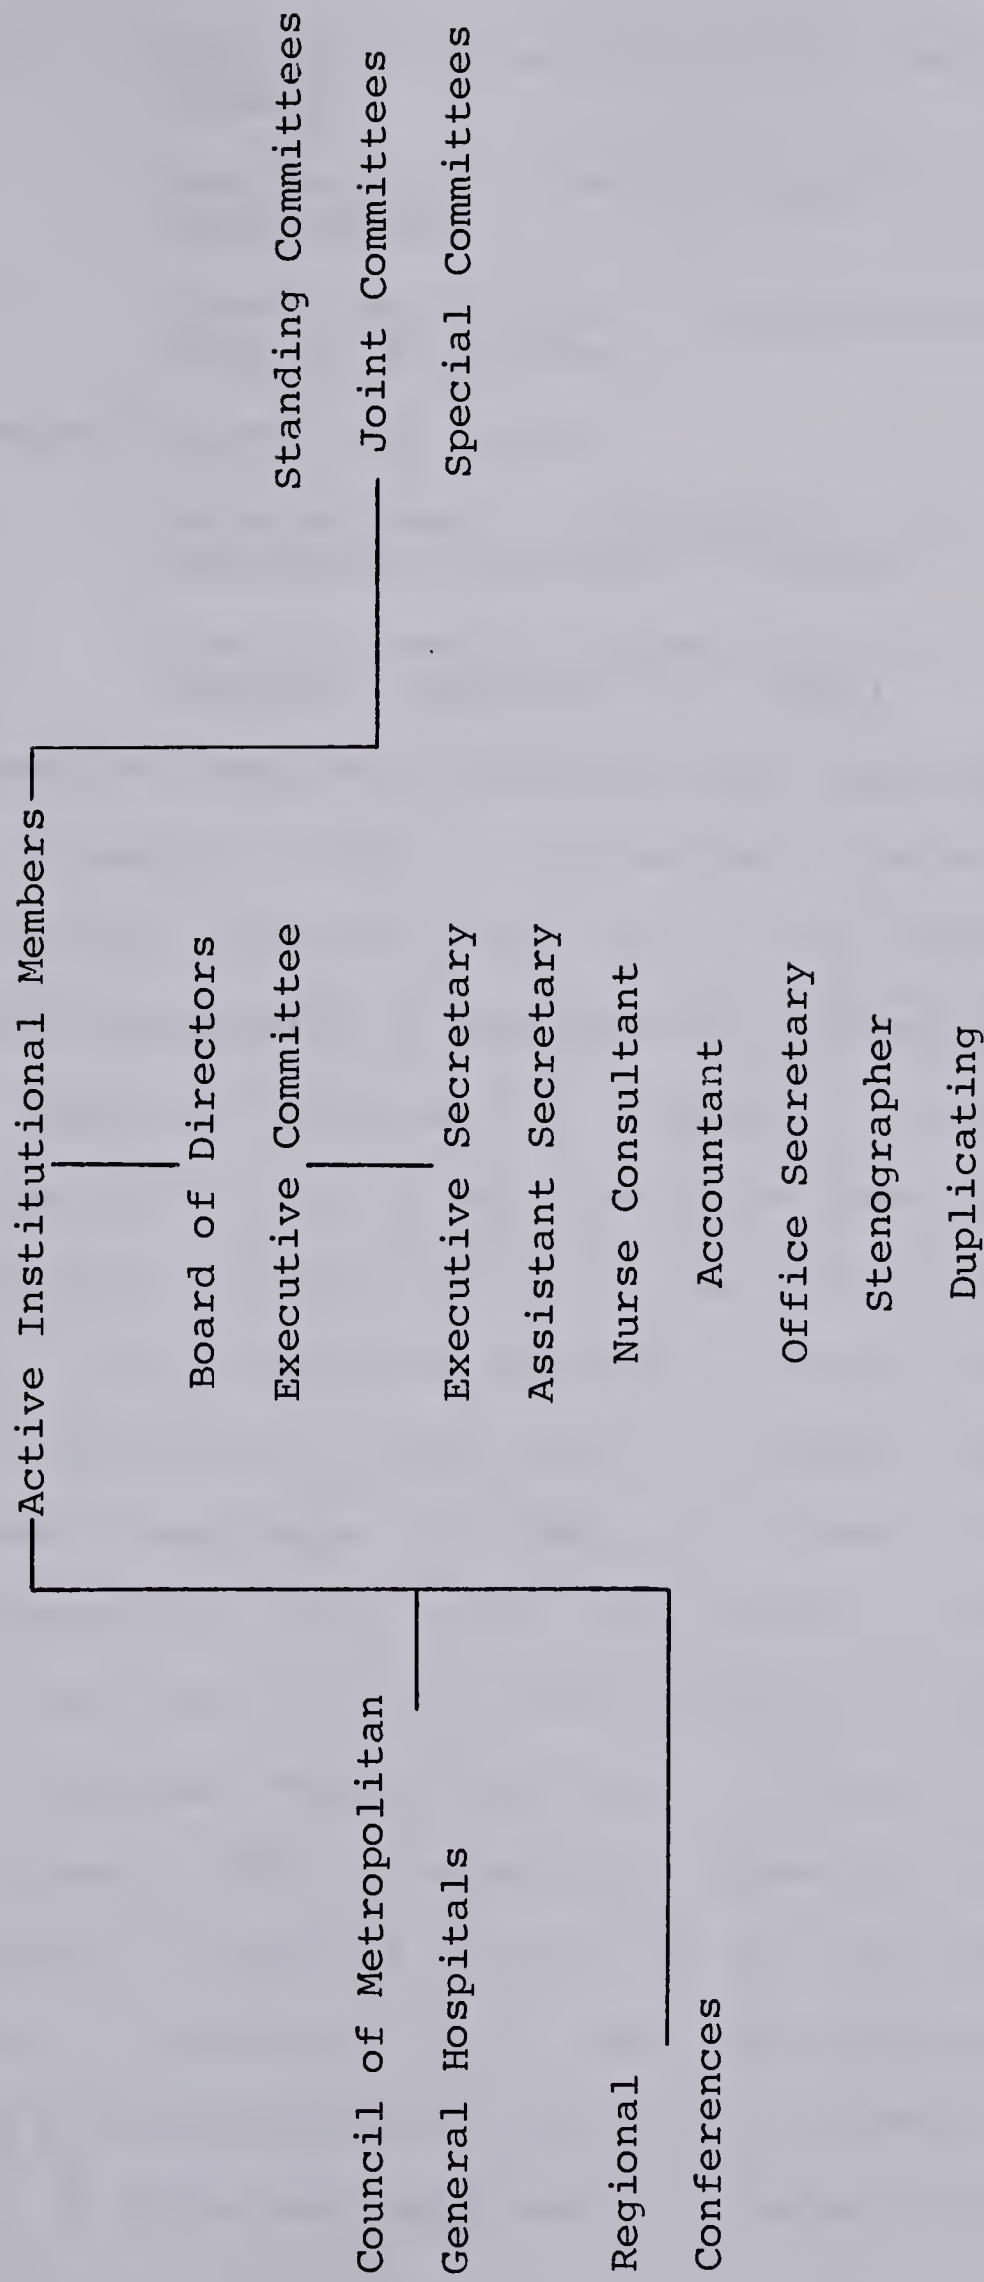 Active Institutional Members
Board of Directors
Executive Committee
Executive Secretary
Assistant Secretary
Nurse Consultant
Accountant
Office Secretary
Stenographer
Duplicating
Council of Metropolitan
General Hospitals
Regional
Conferences
Standing Committees
Joint Committees
Special Committees